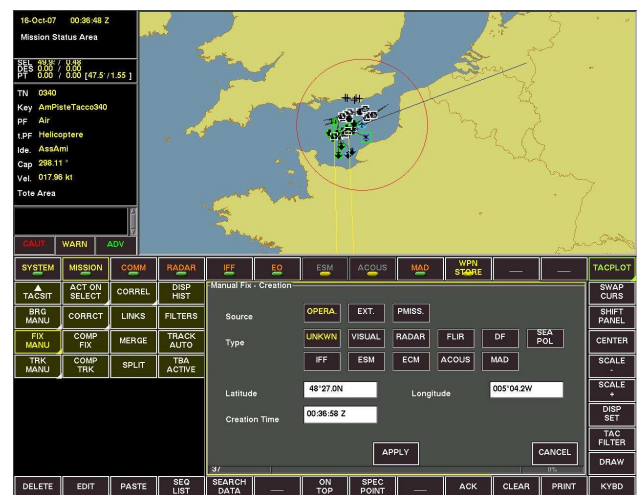 16-Oct-07 00:36:48 Z
Mission Status Area
SEL 49.9'/ 0.48
DES 0.00 / 0.00
PT 0.00 / 0.00 [47.5'/1.55 ]
TN 0340
Key AmPisteTacco340
PF Air
t.PF Helicoptere
Ide. AssAmi
Cap 298.11 °
Vel. 017.96 kt
Tote Area
CAUT WARN ADV
SYSTEM MISSION COMM RADAR IFF EO ESM ACOUS MAD WPN STORE TACPLOT
TACSIT ACT ON SELECT CORREL DISP HIST
BRG MANU CORRCT LINKS FILTERS
FIX MANU COMP FIX MERGE TRACK AUTO
TRK MANU COMP TRK SPLIT TBA ACTIVE
Manual Fix - Creation
Source OPERA. EXT. PMISS.
Type UNKWN VISUAL RADAR FLIR DF SEA POL
IFF ESM ECM ACOUS MAD
Latitude 48°27.0N Longitude 005°04.2W
Creation Time 00:36:58 Z
APPLY CANCEL
37 0%
SWAP CURS
SHIFT PANEL
CENTER
SCALE -
SCALE +
DISP SET
TAC FILTER
DRAW
DELETE EDIT PASTE SEQ LIST SEARCH DATA ON TOP SPEC POINT ACK CLEAR PRINT KYBD